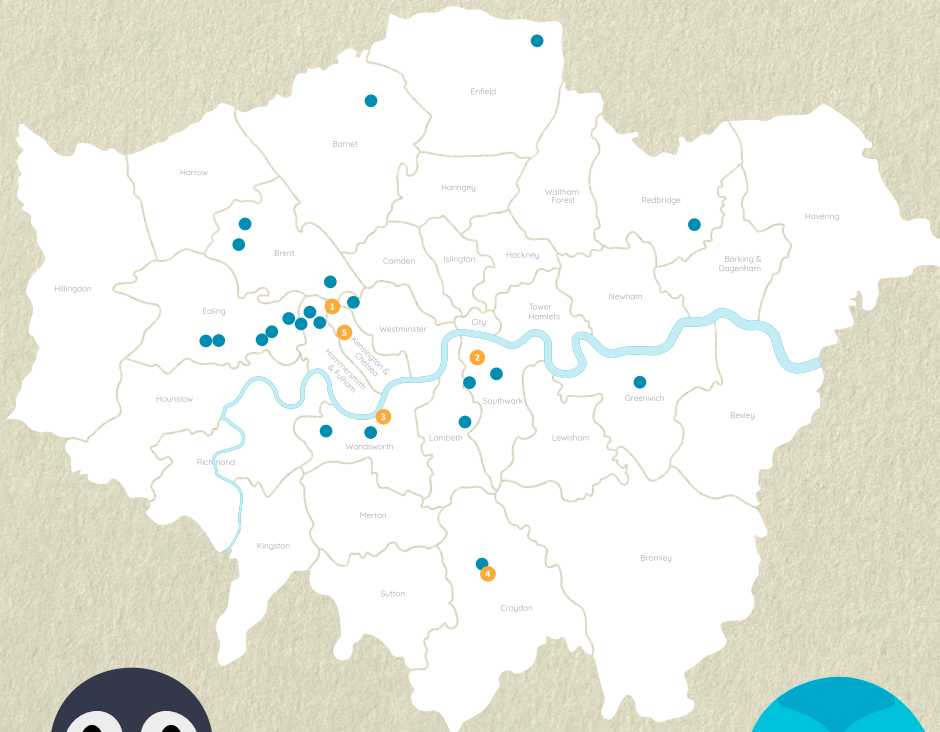 Enfield
Barnet
Harrow
Haringey
Waltham
Forest
Redbridge
Havering
Brent
Camden
Islington
Hackney
Barking &
Dagenham
Hillingdon
Newham
Ealing
1
Tower
Hamlets
City
Westminster
5
Kensington &
Chelsea
Hammersmith
& Fulham
2
Hounslow
Southwark
Greenwich
3
Bexley
Wandsworth
Lambeth
Lewisham
Richmond
Merton
Kingston
Bromley
4
Sutton
Croydon